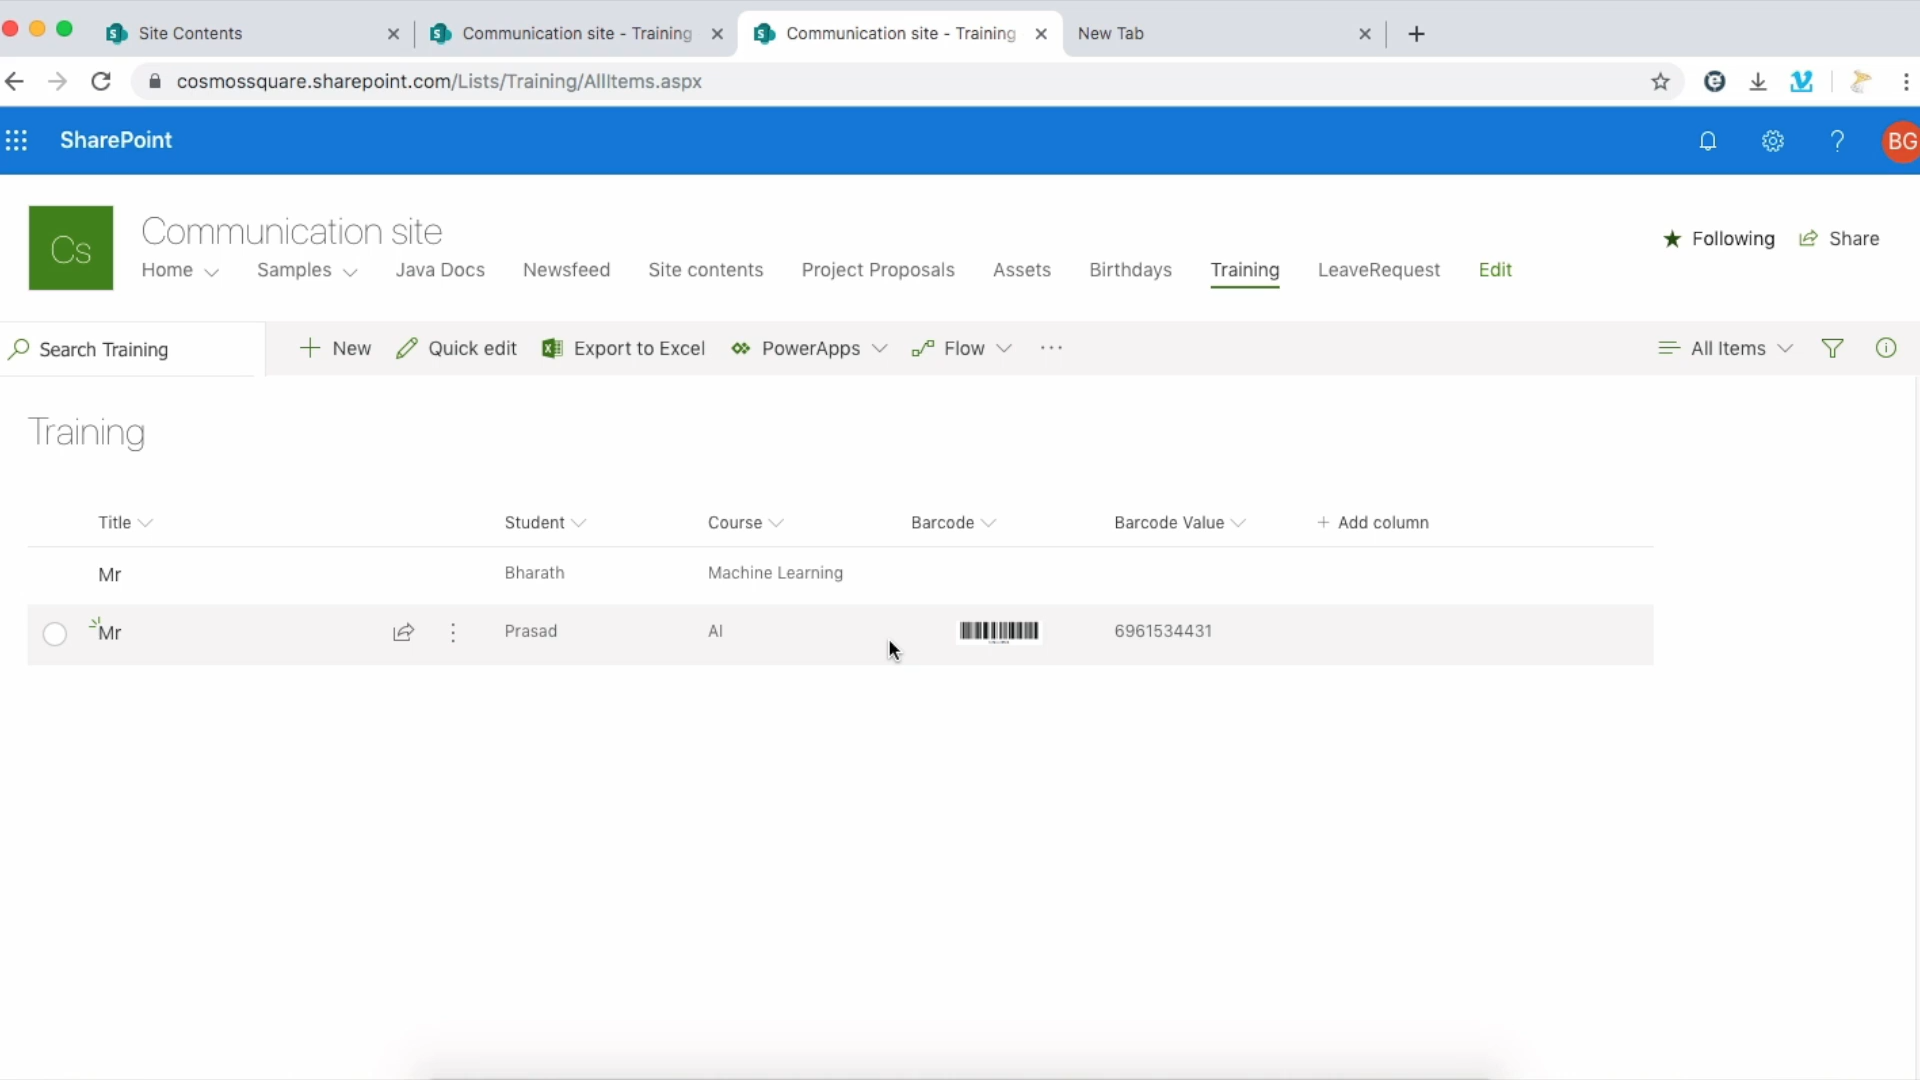 Site Contents
Communication site - Training
Communication site - Training
New Tab
cosmossquare.sharepoint.com/Lists/Training/AllItems.aspx
SharePoint
BG
Cs
Communication site
Following
Share
Home
Samples
Java Docs
Newsfeed
Site contents
Project Proposals
Assets
Birthdays
Training
LeaveRequest
Edit
Search Training
New
Quick edit
Export to Excel
PowerApps
Flow
All Items
Training
Title
Student
Course
Barcode
Barcode Value
+ Add column
Mr
Bharath
Machine Learning
Mr
Prasad
AI
6961534431